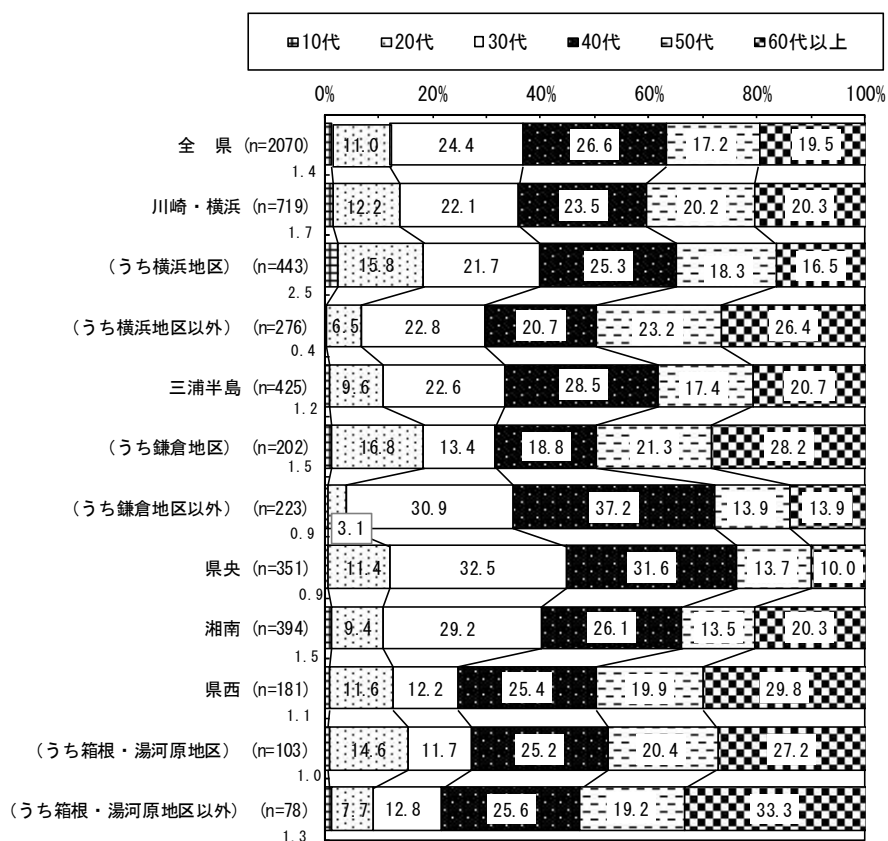 10代 20代 30代 40代 50代 60代以上
0% 20% 40% 60% 80% 100%
全　県 (n=2070) 11.0 24.4 26.6 17.2 19.5
1.4
川崎・横浜 (n=719) 12.2 22.1 23.5 20.2 20.3
1.7
(うち横浜地区) (n=443) 15.8 21.7 25.3 18.3 16.5
2.5
(うち横浜地区以外) (n=276) 6.5 22.8 20.7 23.2 26.4
0.4
三浦半島 (n=425) 9.6 22.6 28.5 17.4 20.7
1.2
(うち鎌倉地区) (n=202) 16.8 13.4 18.8 21.3 28.2
1.5
(うち鎌倉地区以外) (n=223) 30.9 37.2 13.9 13.9
0.9 3.1
県央 (n=351) 11.4 32.5 31.6 13.7 10.0
0.9
湘南 (n=394) 9.4 29.2 26.1 13.5 20.3
1.5
県西 (n=181) 11.6 12.2 25.4 19.9 29.8
1.1
(うち箱根・湯河原地区) (n=103) 14.6 11.7 25.2 20.4 27.2
1.0
(うち箱根・湯河原地区以外) (n=78) 7.7 12.8 25.6 19.2 33.3
1.3